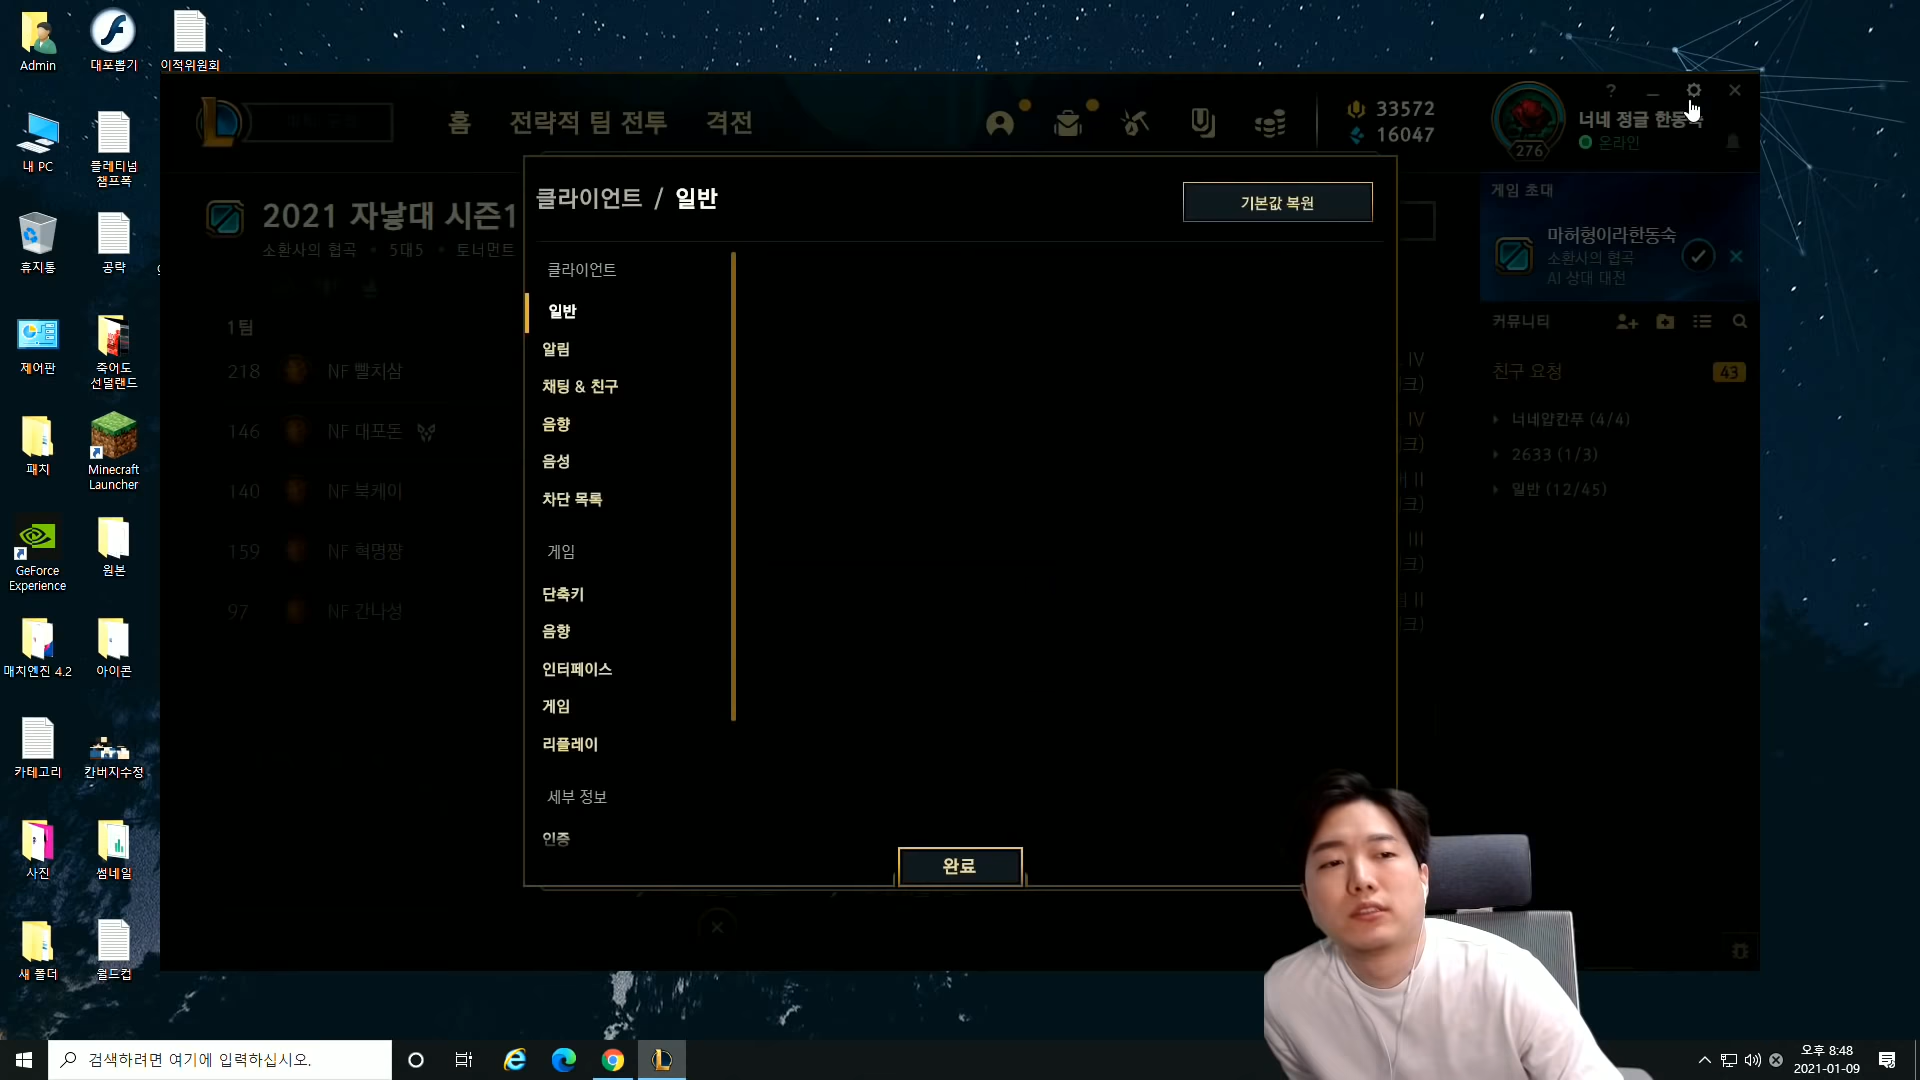 Admin
대포뽑기
이적위원회
내 PC
플레티넘
챔프폭
휴지통
공략
제어판
죽어도
선덜랜드
패치
Minecraft
Launcher
GeForce
Experience
원본
매치엔진 4.2
아이콘
카테고리
칸버지수정
사진
썸네일
새 폴더
월드컵
홈
전략적 팀 전투
격전
33572
16047
276
너네 정글 한동숙
온라인
2021 자낳대 시즌1
소환사의 협곡 • 5대5 • 토너먼트
1팀
218 NF 빨치삼
146 NF 대포돈
140 NF 북케이
159 NF 혁명쨩
97 NF 간나성
클라이언트 / 일반
기본값 복원
클라이언트
일반
알림
채팅 & 친구
음향
음성
차단 목록
게임
단축키
음향
인터페이스
게임
리플레이
세부 정보
인증
완료
IV
IV
II
III
II
게임 초대
마허형이라한동숙
소환사의 협곡
AI 상대 대전
커뮤니티
친구 요청
43
너네얍칸푸 (4/4)
2633 (1/3)
일반 (12/45)
검색하려면 여기에 입력하십시오.
오후 8:48
2021-01-09